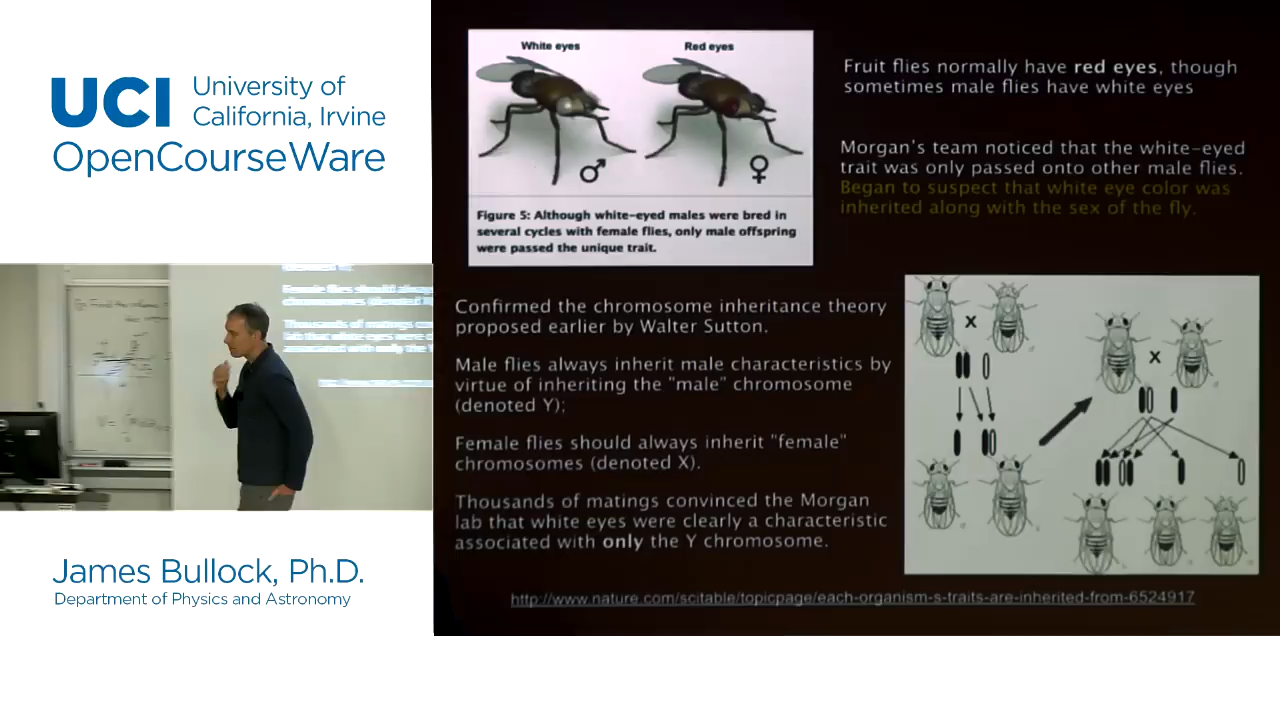 UCI University of
California, Irvine
OpenCourseWare
White eyes
Red eyes
Figure 5: Although white-eyed males were bred in
several cycles with female flies, only male offspring
were passed the unique trait.
Fruit flies normally have red eyes, though
sometimes male flies have white eyes
Morgan's team noticed that the white-eyed
trait was only passed onto other male flies.
Began to suspect that white eye color was
inherited along with the sex of the fly.
Confirmed the chromosome inheritance theory
proposed earlier by Walter Sutton.
Male flies always inherit male characteristics by
virtue of inheriting the "male" chromosome
(denoted Y);
Female flies should always inherit "female"
chromosomes (denoted X).
Thousands of matings convinced the Morgan
lab that white eyes were clearly a characteristic
associated with only the Y chromosome.
x
x
http://www.nature.com/scitable/topicpage/each-organism-s-traits-are-inherited-from-6524917
James Bullock, Ph.D.
Department of Physics and Astronomy